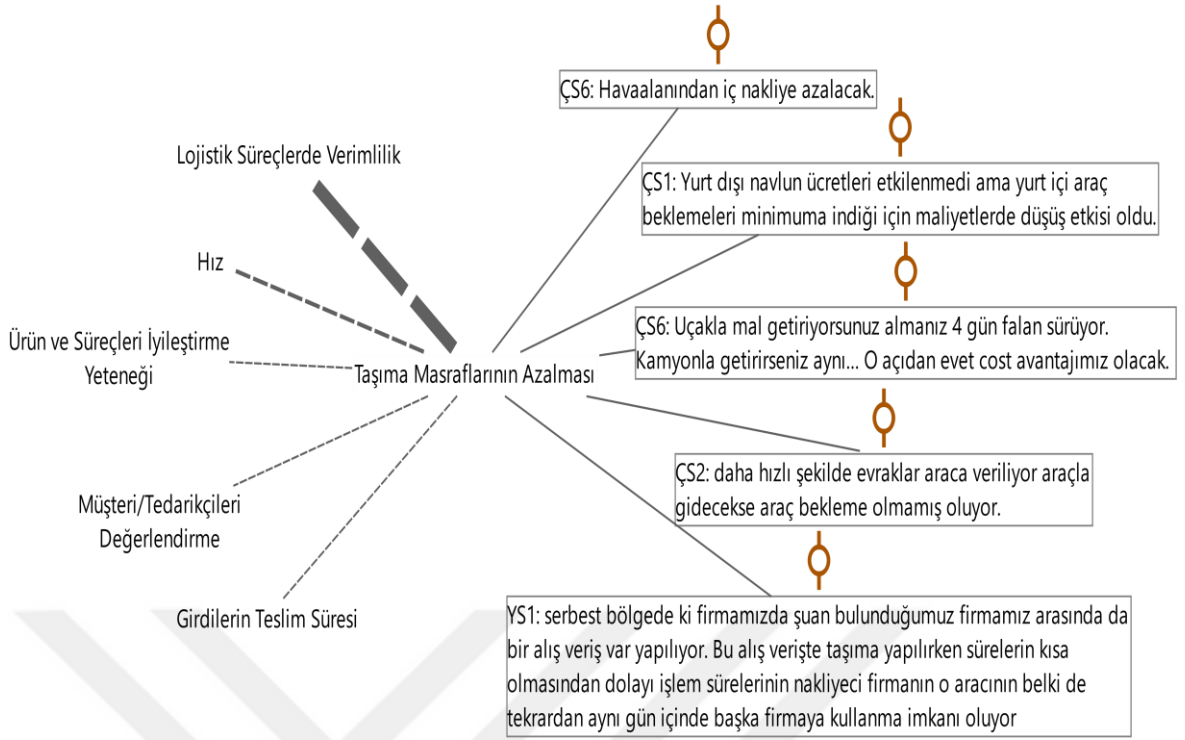 ÇS6: Havaalanından iç nakliye azalacak.
Lojistik Süreçlerde Verimlilik
ÇS1: Yurt dışı navlun ücretleri etkilenmedi ama yurt içi araç
beklemeleri minimuma indiği için maliyetlerde düşüş etkisi oldu.
Hız
ÇS6: Uçakla mal getiriyorsunuz almanız 4 gün falan sürüyor.
Kamyonla getirirseniz aynı... O açıdan evet cost avantajımız olacak.
Ürün ve Süreçleri İyileştirme
Yeteneği
Taşıma Masraflarının Azalması
ÇS2: daha hızlı şekilde evraklar araca veriliyor araçla
gidecekse araç bekleme olmamış oluyor.
Müşteri/Tedarikçileri
Değerlendirme
Girdilerin Teslim Süresi
YS1: serbest bölgede ki firmamızda şuan bulunduğumuz firmamız arasında da
bir alış veriş var yapılıyor. Bu alış verişte taşıma yapılırken sürelerin kısa
olmasından dolayı işlem sürelerinin nakliyeci firmanın o aracının belki de
tekrardan aynı gün içinde başka firmaya kullanma imkanı oluyor